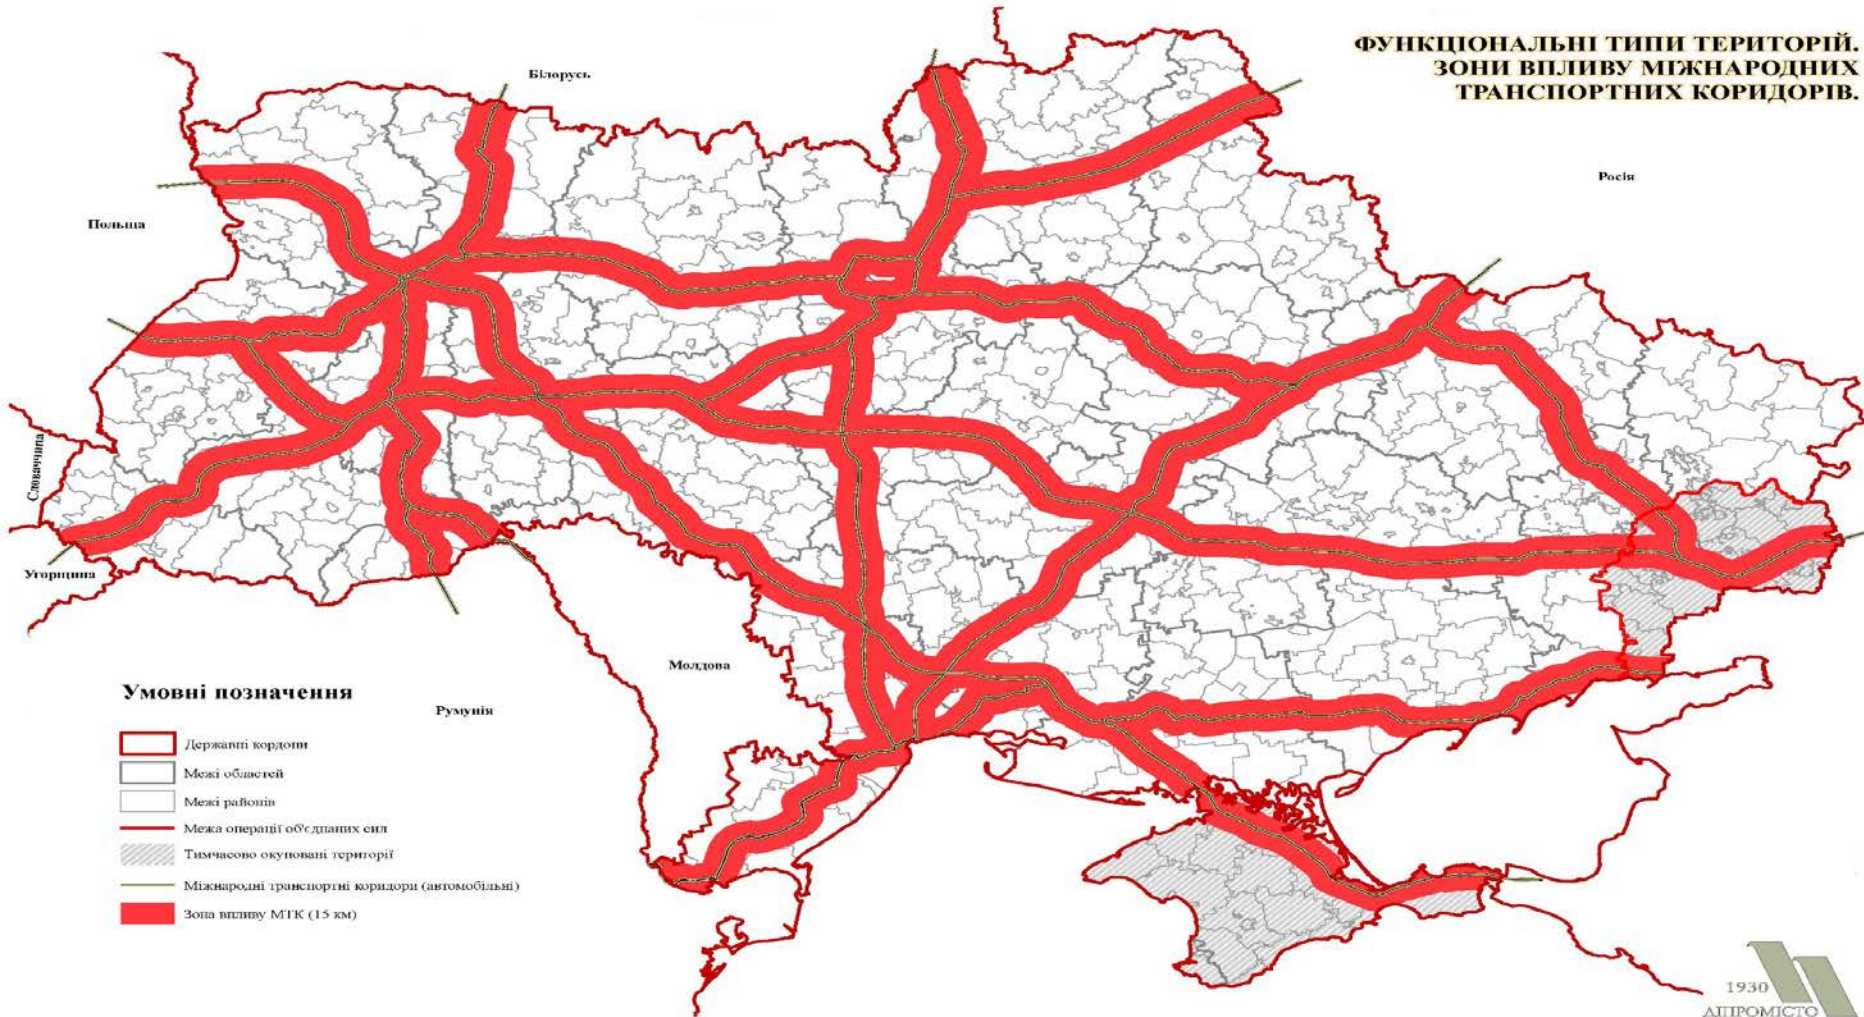 ФУНКЦІОНАЛЬНІ ТИПИ ТЕРИТОРІЙ.
ЗОНИ ВПЛИВУ МІЖНАРОДНИХ
ТРАНСПОРТНИХ КОРИДОРІВ.
Білорусь
Росія
Польща
Словаччина
Угорщина
Молдова
Румунія
Умовні позначення
Державні кордони
Межі областей
Межі районів
Межа операції об'єднаних сил
Тимчасово окуповані території
Міжнародні транспортні коридори (автомобільні)
Зона впливу МТК (15 км)
1930
ДІПРОМІСТО